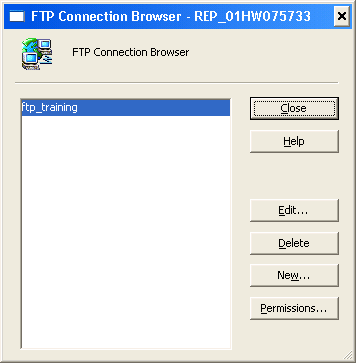 FTP Connection Browser - REP_01HW075733
FTP Connection Browser
ftp_training
Close
Help
Edit...
Delete
New...
Permissions...